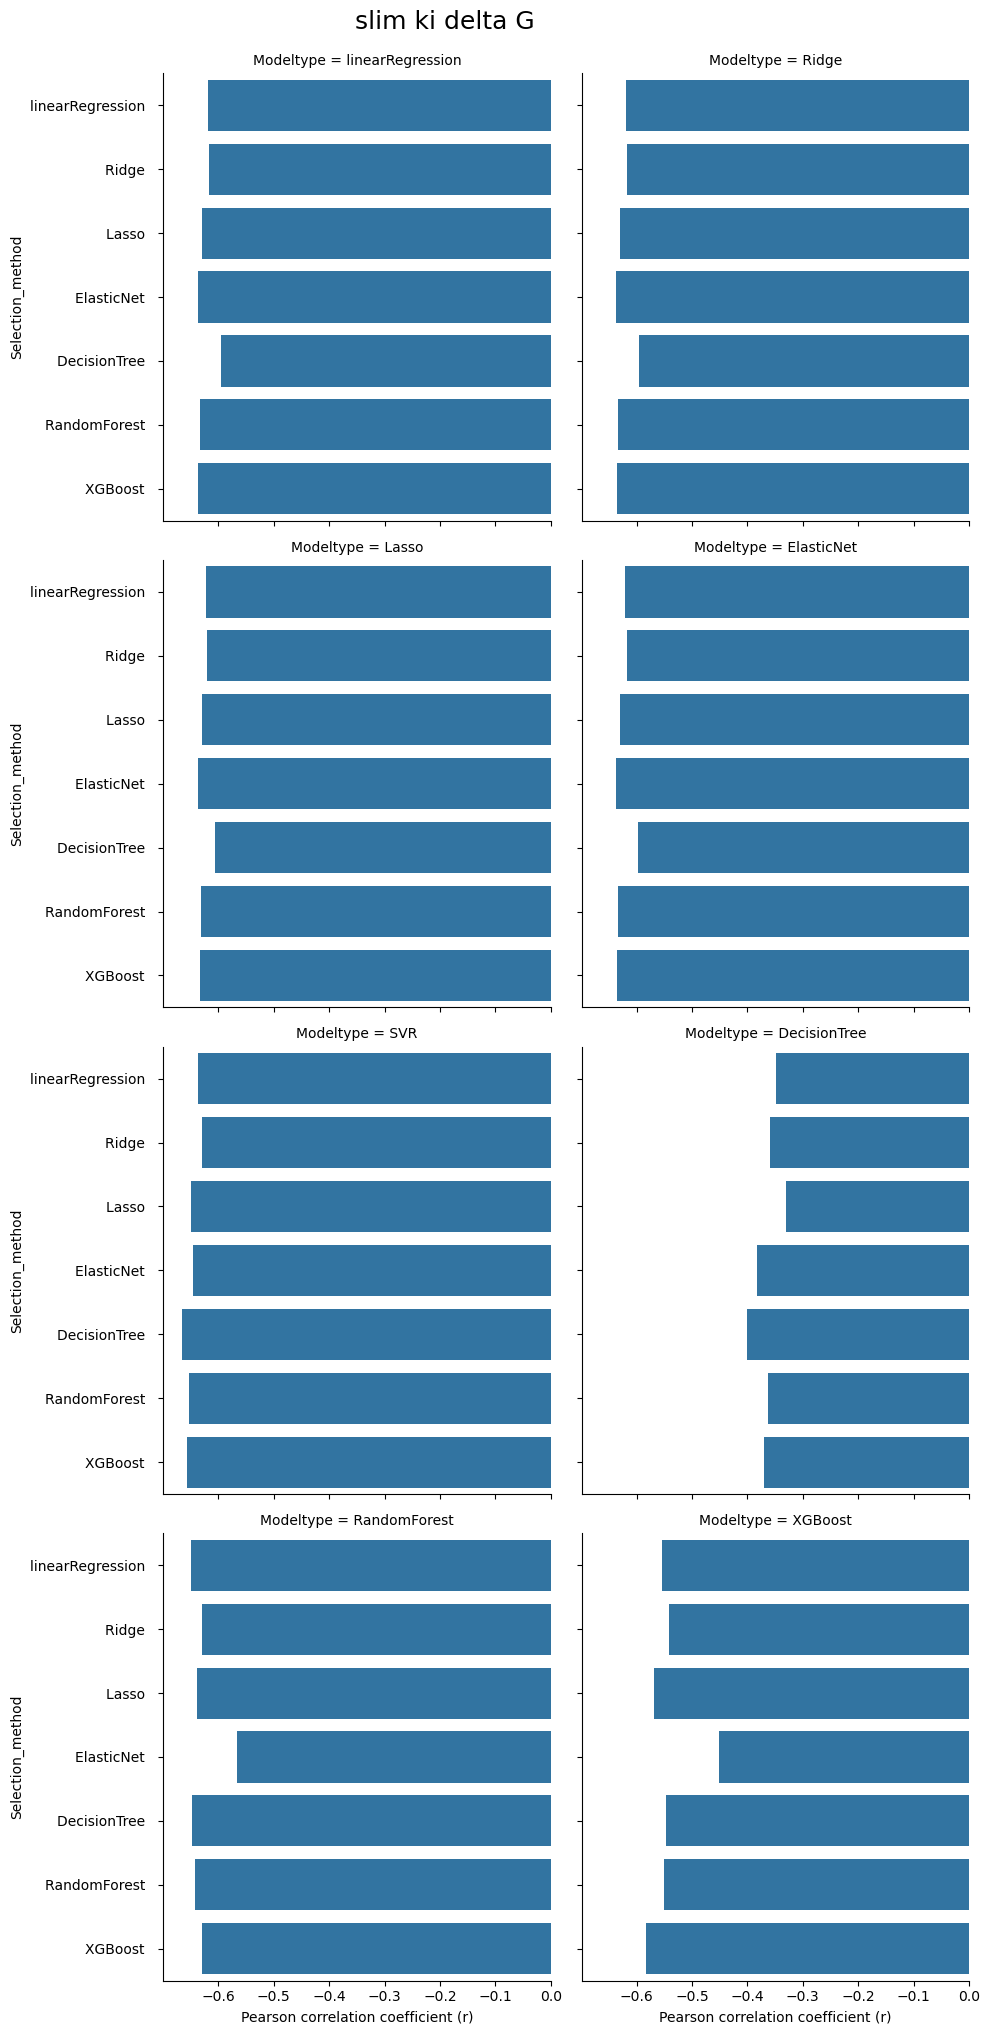 slim ki delta G
Modeltype = linearRegression
Modeltype = Ridge
linearRegression
Ridge
Lasso
ElasticNet
DecisionTree
RandomForest
XGBoost
Selection_method
Modeltype = Lasso
Modeltype = ElasticNet
linearRegression
Ridge
Lasso
ElasticNet
DecisionTree
RandomForest
XGBoost
Selection_method
Modeltype = SVR
Modeltype = DecisionTree
linearRegression
Ridge
Lasso
ElasticNet
DecisionTree
RandomForest
XGBoost
Selection_method
Modeltype = RandomForest
Modeltype = XGBoost
linearRegression
Ridge
Lasso
ElasticNet
DecisionTree
RandomForest
XGBoost
Selection_method
−0.6 −0.5 −0.4 −0.3 −0.2 −0.1 0.0
−0.6 −0.5 −0.4 −0.3 −0.2 −0.1 0.0
Pearson correlation coefficient (r)
Pearson correlation coefficient (r)